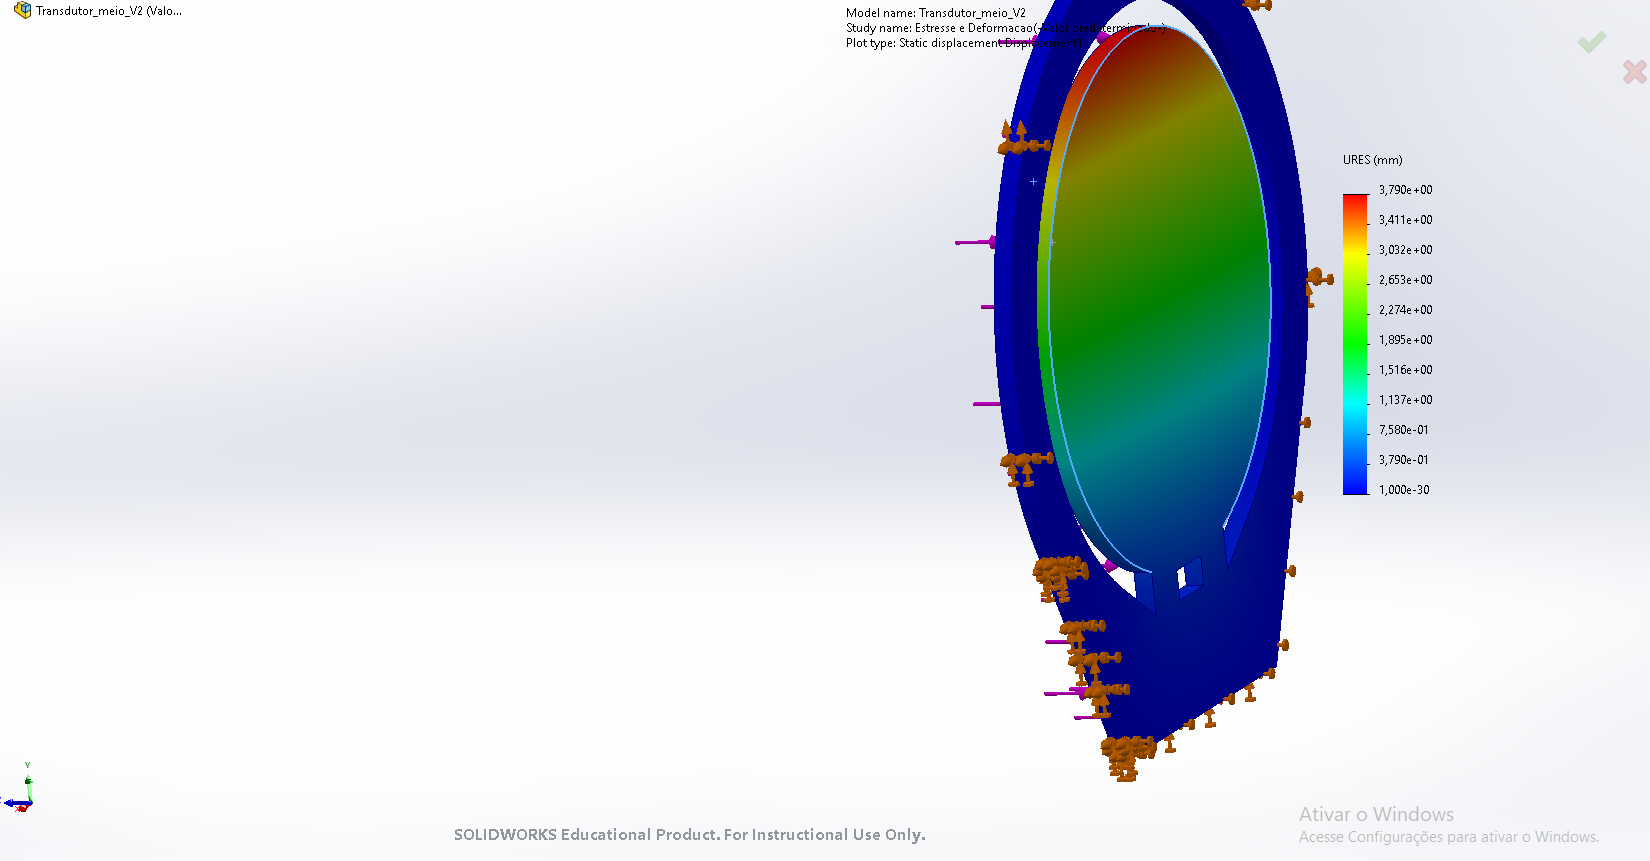 Transdutor_meio_V2 (Valo...
Model name: Transdutor_meio_V2
Study name: Estresse e Deformacao(-Valor predeterminado-)
Plot type: Static displacement Displacement1
URES (mm)
3,790e+00
3,411e+00
3,032e+00
2,653e+00
2,274e+00
1,895e+00
1,516e+00
1,137e+00
7,580e-01
3,790e-01
1,000e-30
Y
SOLIDWORKS Educational Product. For Instructional Use Only.
Ativar o Windows
Acesse Configurações para ativar o Windows.